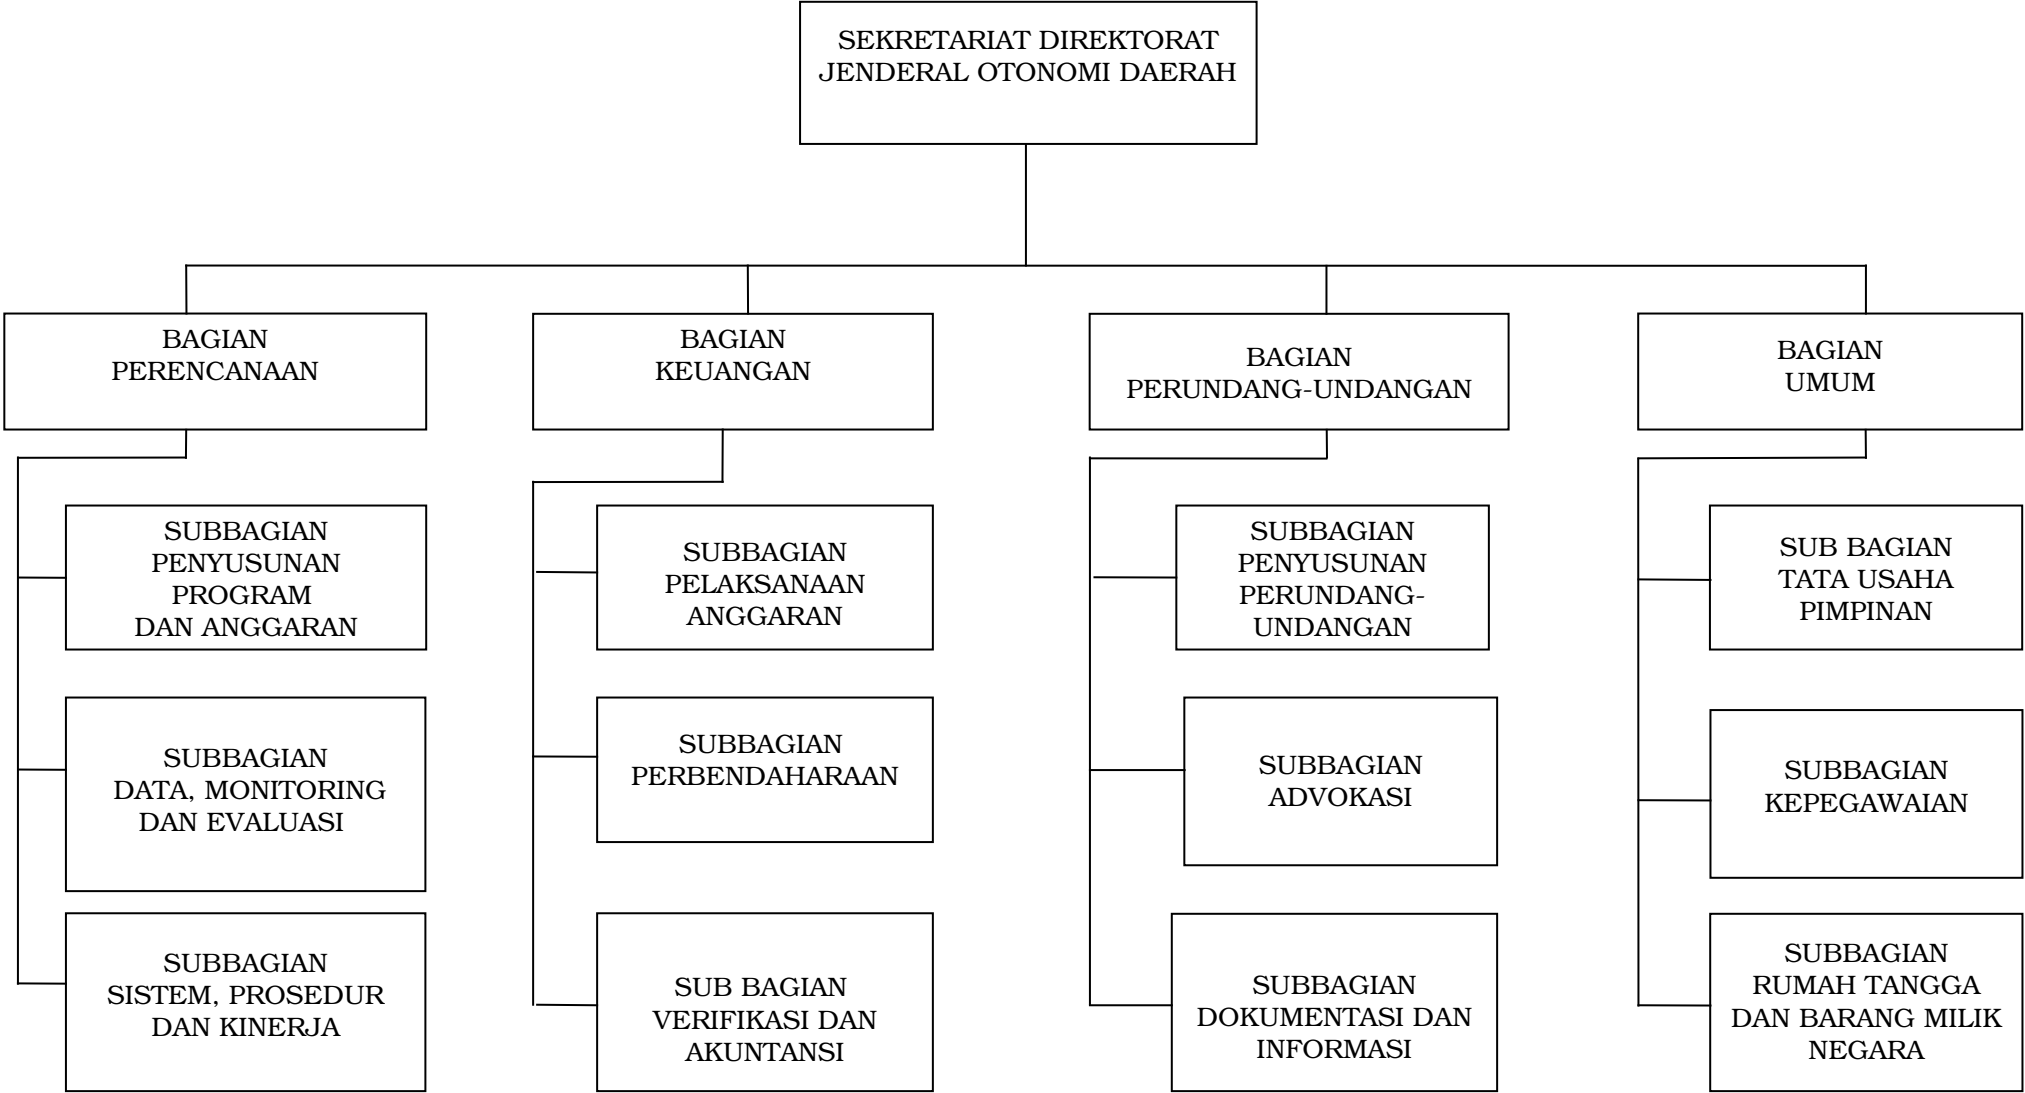 SEKRETARIAT DIREKTORAT
JENDERAL OTONOMI DAERAH
BAGIAN
PERENCANAAN
BAGIAN
KEUANGAN
BAGIAN
PERUNDANG-UNDANGAN
BAGIAN
UMUM
SUBBAGIAN
PENYUSUNAN
PROGRAM
DAN ANGGARAN
SUBBAGIAN
DATA, MONITORING
DAN EVALUASI
SUBBAGIAN
SISTEM, PROSEDUR
DAN KINERJA
SUBBAGIAN
PELAKSANAAN
ANGGARAN
SUBBAGIAN
PERBENDAHARAAN
SUB BAGIAN
VERIFIKASI DAN
AKUNTANSI
SUBBAGIAN
PENYUSUNAN
PERUNDANG-
UNDANGAN
SUBBAGIAN
ADVOKASI
SUBBAGIAN
DOKUMENTASI DAN
INFORMASI
SUB BAGIAN
TATA USAHA
PIMPINAN
SUBBAGIAN
KEPEGAWAIAN
SUBBAGIAN
RUMAH TANGGA
DAN BARANG MILIK
NEGARA